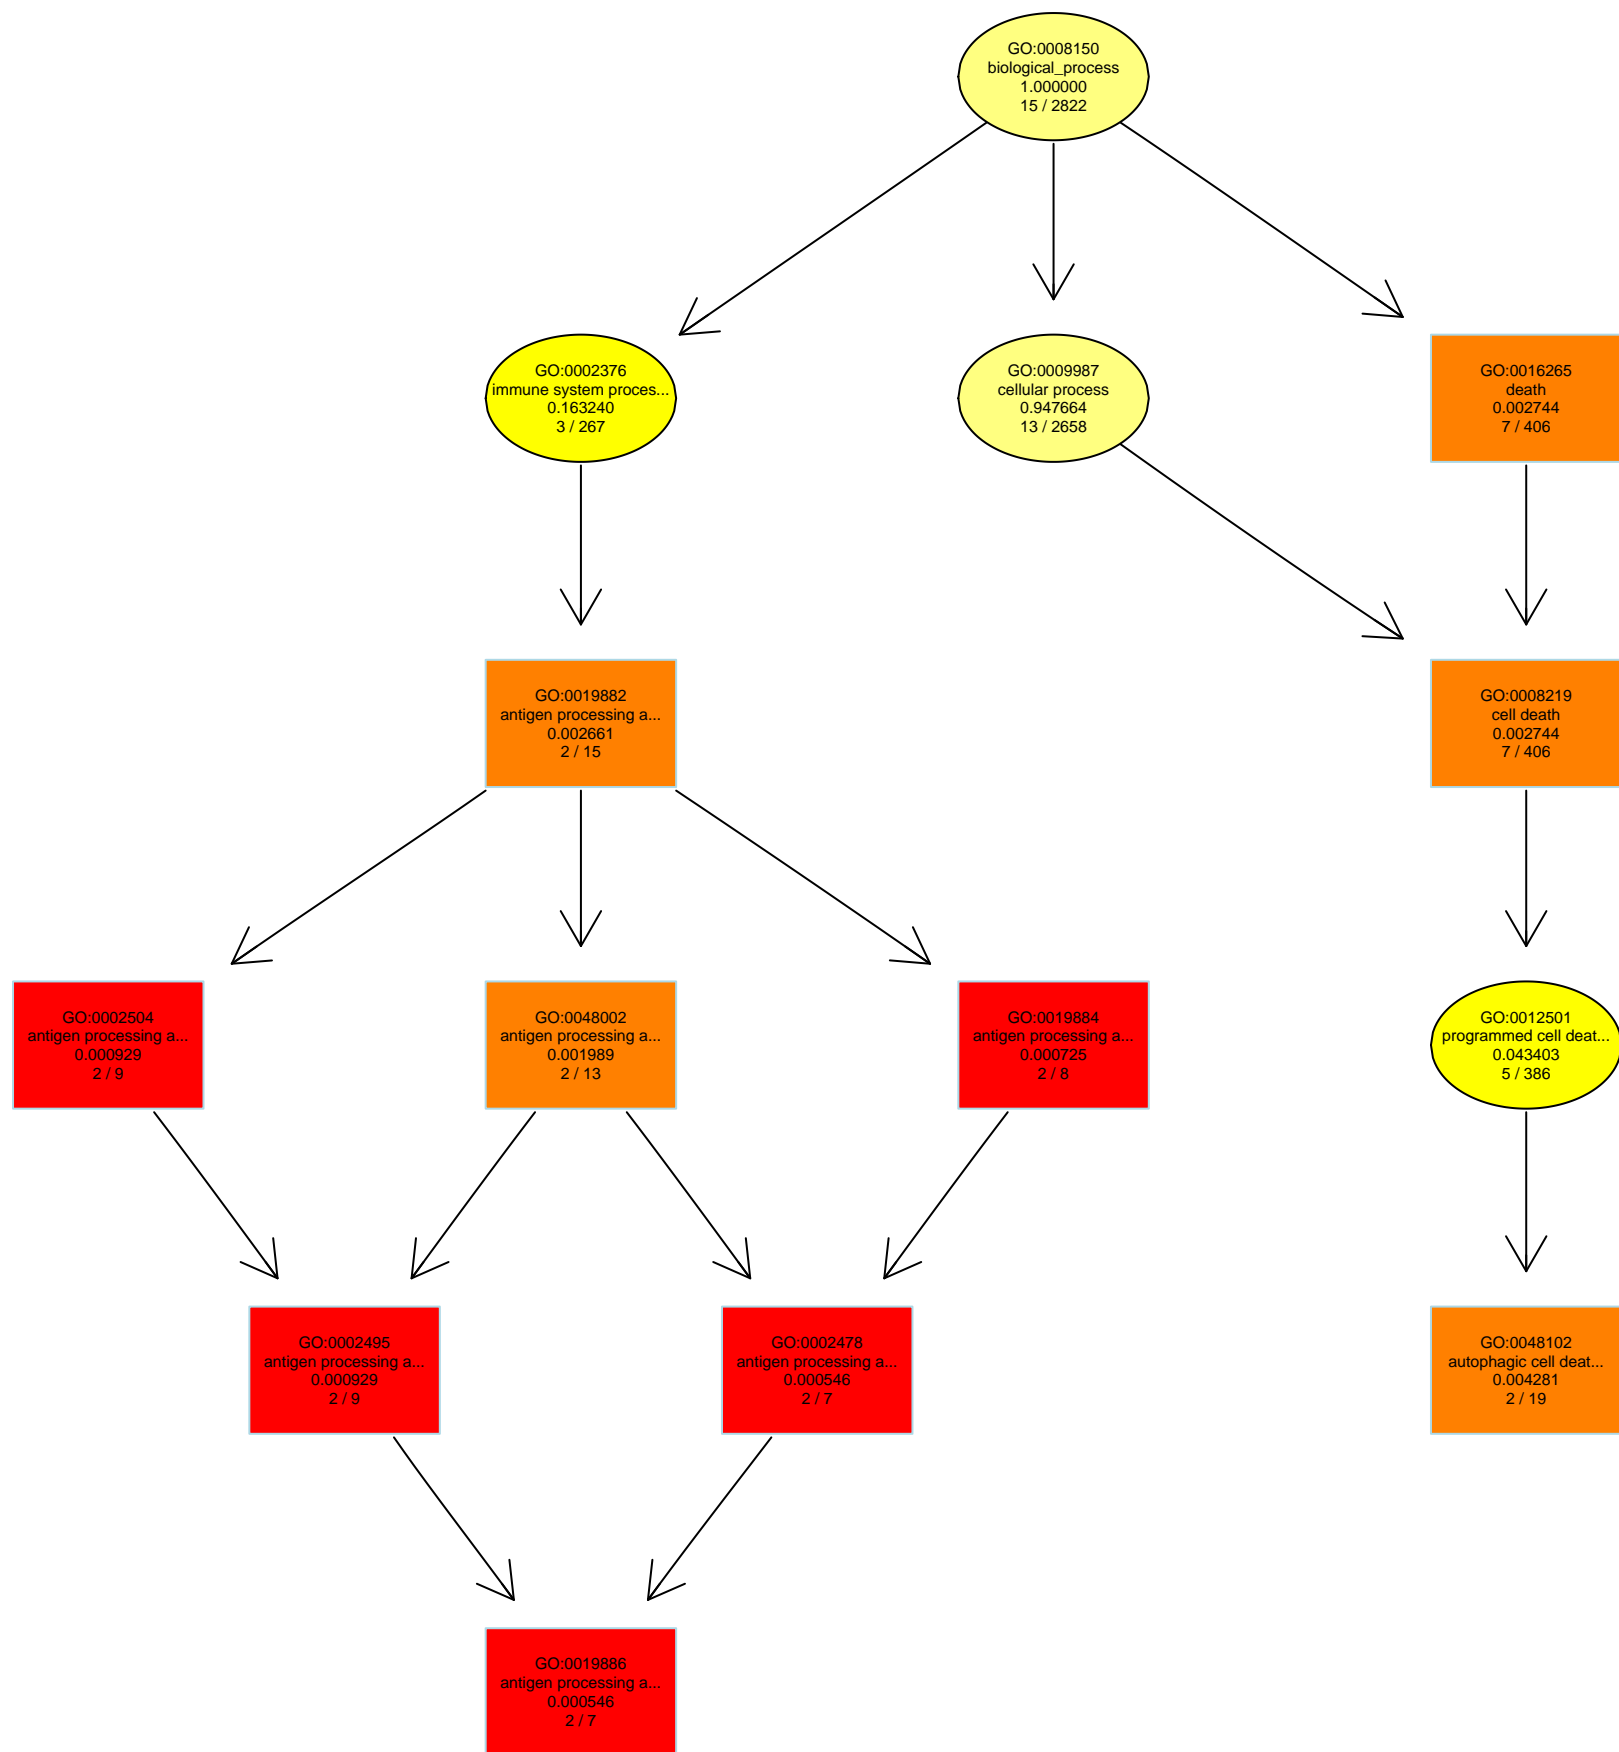 GO:0008150
biological_process
1.000000
15 / 2822
GO:0002376
immune system proces...
0.163240
3 / 267
GO:0009987
cellular process
0.947664
13 / 2658
GO:0016265
death
0.002744
7 / 406
GO:0019882
antigen processing a...
0.002661
2 / 15
GO:0008219
cell death
0.002744
7 / 406
GO:0002504
antigen processing a...
0.000929
2 / 9
GO:0048002
antigen processing a...
0.001989
2 / 13
GO:0019884
antigen processing a...
0.000725
2 / 8
GO:0012501
programmed cell deat...
0.043403
5 / 386
GO:0002495
antigen processing a...
0.000929
2 / 9
GO:0002478
antigen processing a...
0.000546
2 / 7
GO:0048102
autophagic cell deat...
0.004281
2 / 19
GO:0019886
antigen processing a...
0.000546
2 / 7